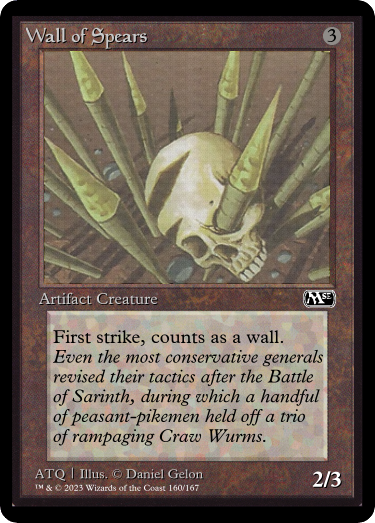 Wall of Spears 3
Artifact Creature MSE
First strike, counts as a wall.
Even the most conservative generals
revised their tactics after the Battle
of Sarinth, during which a handful
of peasant-pikemen held off a trio
of rampaging Craw Wurms.
ATQ | Illus. © Daniel Gelon
™ & © 2023 Wizards of the Coast 160/167
2/3